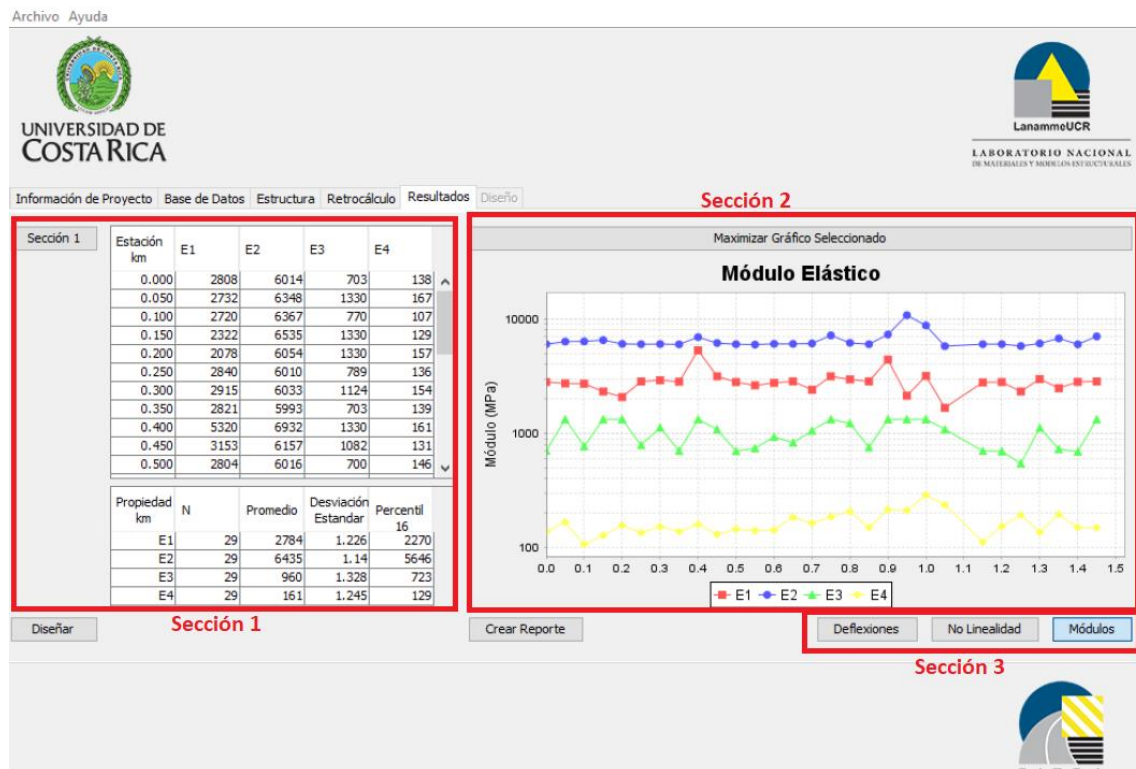 Archivo Ayuda
UNIVERSIDAD DE
COSTA RICA
LanammeUCR
LABORATORIO NACIONAL
DE MATERIALES Y MODELOS ESTRUCTURALES
Información de Proyecto Base de Datos Estructura Retrocálculo Resultados Diseño
Sección 2
Sección 1
Estación km E1 E2 E3 E4
0.000 2808 6014 703 138
0.050 2732 6348 1330 167
0.100 2720 6367 770 107
0.150 2322 6535 1330 129
0.200 2078 6054 1330 157
0.250 2840 6010 789 136
0.300 2915 6033 1124 154
0.350 2821 5993 703 139
0.400 5320 6932 1330 161
0.450 3153 6157 1082 131
0.500 2804 6016 700 146
Propiedad km N Promedio Desviación Estandar Percentil 16
E1 29 2784 1.226 2270
E2 29 6435 1.14 5646
E3 29 960 1.328 723
E4 29 161 1.245 129
Maximizar Gráfico Seleccionado
Módulo Elástico
Módulo (MPa)
10000
1000
100
0.0 0.1 0.2 0.3 0.4 0.5 0.6 0.7 0.8 0.9 1.0 1.1 1.2 1.3 1.4 1.5
E1 E2 E3 E4
Diseñar
Sección 1
Crear Reporte
Deflexiones No Linealidad Módulos
Sección 3